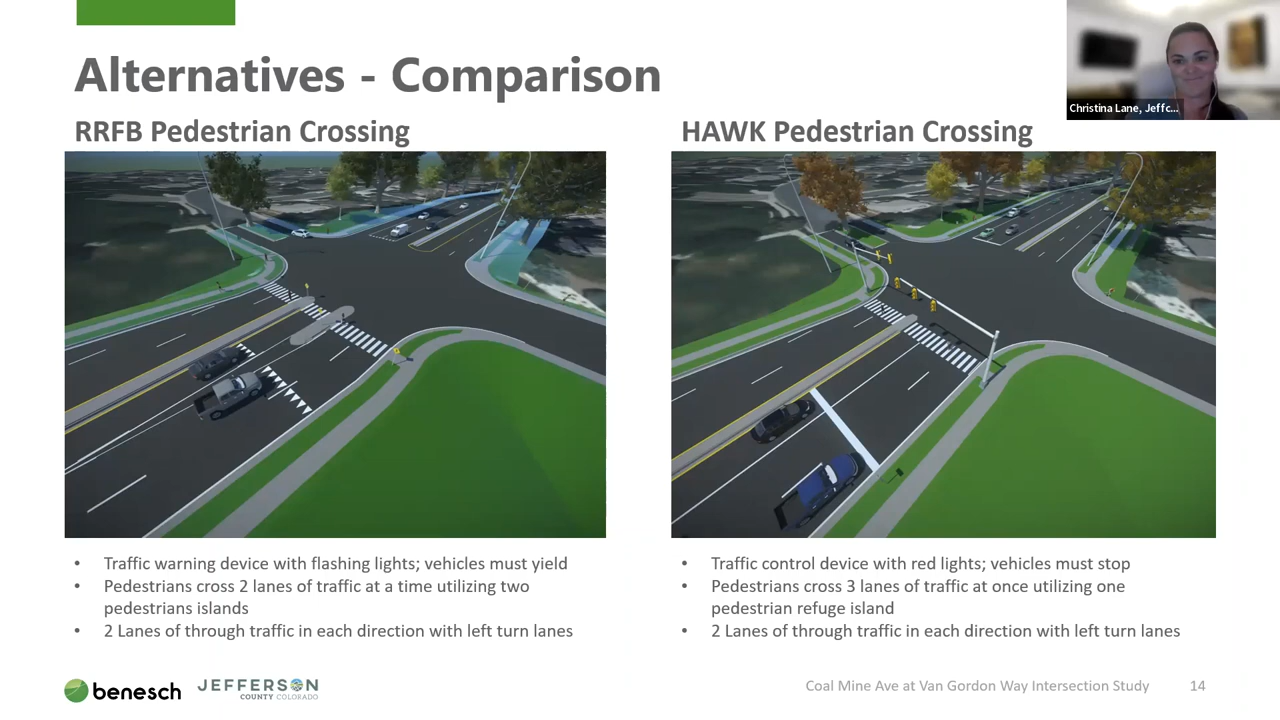 Alternatives - Comparison
Christina Lane, Jeffc...
RRFB Pedestrian Crossing
HAWK Pedestrian Crossing
• Traffic warning device with flashing lights; vehicles must yield
• Pedestrians cross 2 lanes of traffic at a time utilizing two
pedestrians islands
• 2 Lanes of through traffic in each direction with left turn lanes
• Traffic control device with red lights; vehicles must stop
• Pedestrians cross 3 lanes of traffic at once utilizing one
pedestrian refuge island
• 2 Lanes of through traffic in each direction with left turn lanes
benesch
JEFFERSON
COUNTY COLORADO
Coal Mine Ave at Van Gordon Way Intersection Study
14